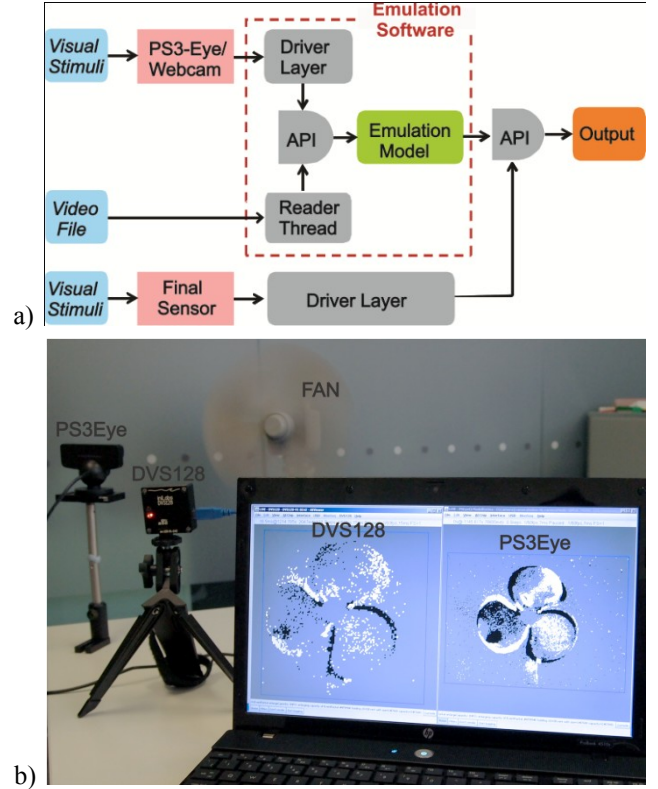 Emulation
Software
Visual
Stimuli
PS3-Eye/
Webcam
Driver
Layer
API
Emulation
Model
API
Output
Video
File
Reader
Thread
Visual
Stimuli
Final
Sensor
Driver Layer
a)
FAN
PS3Eye
DVS128
DVS128
PS3Eye
hp
b)